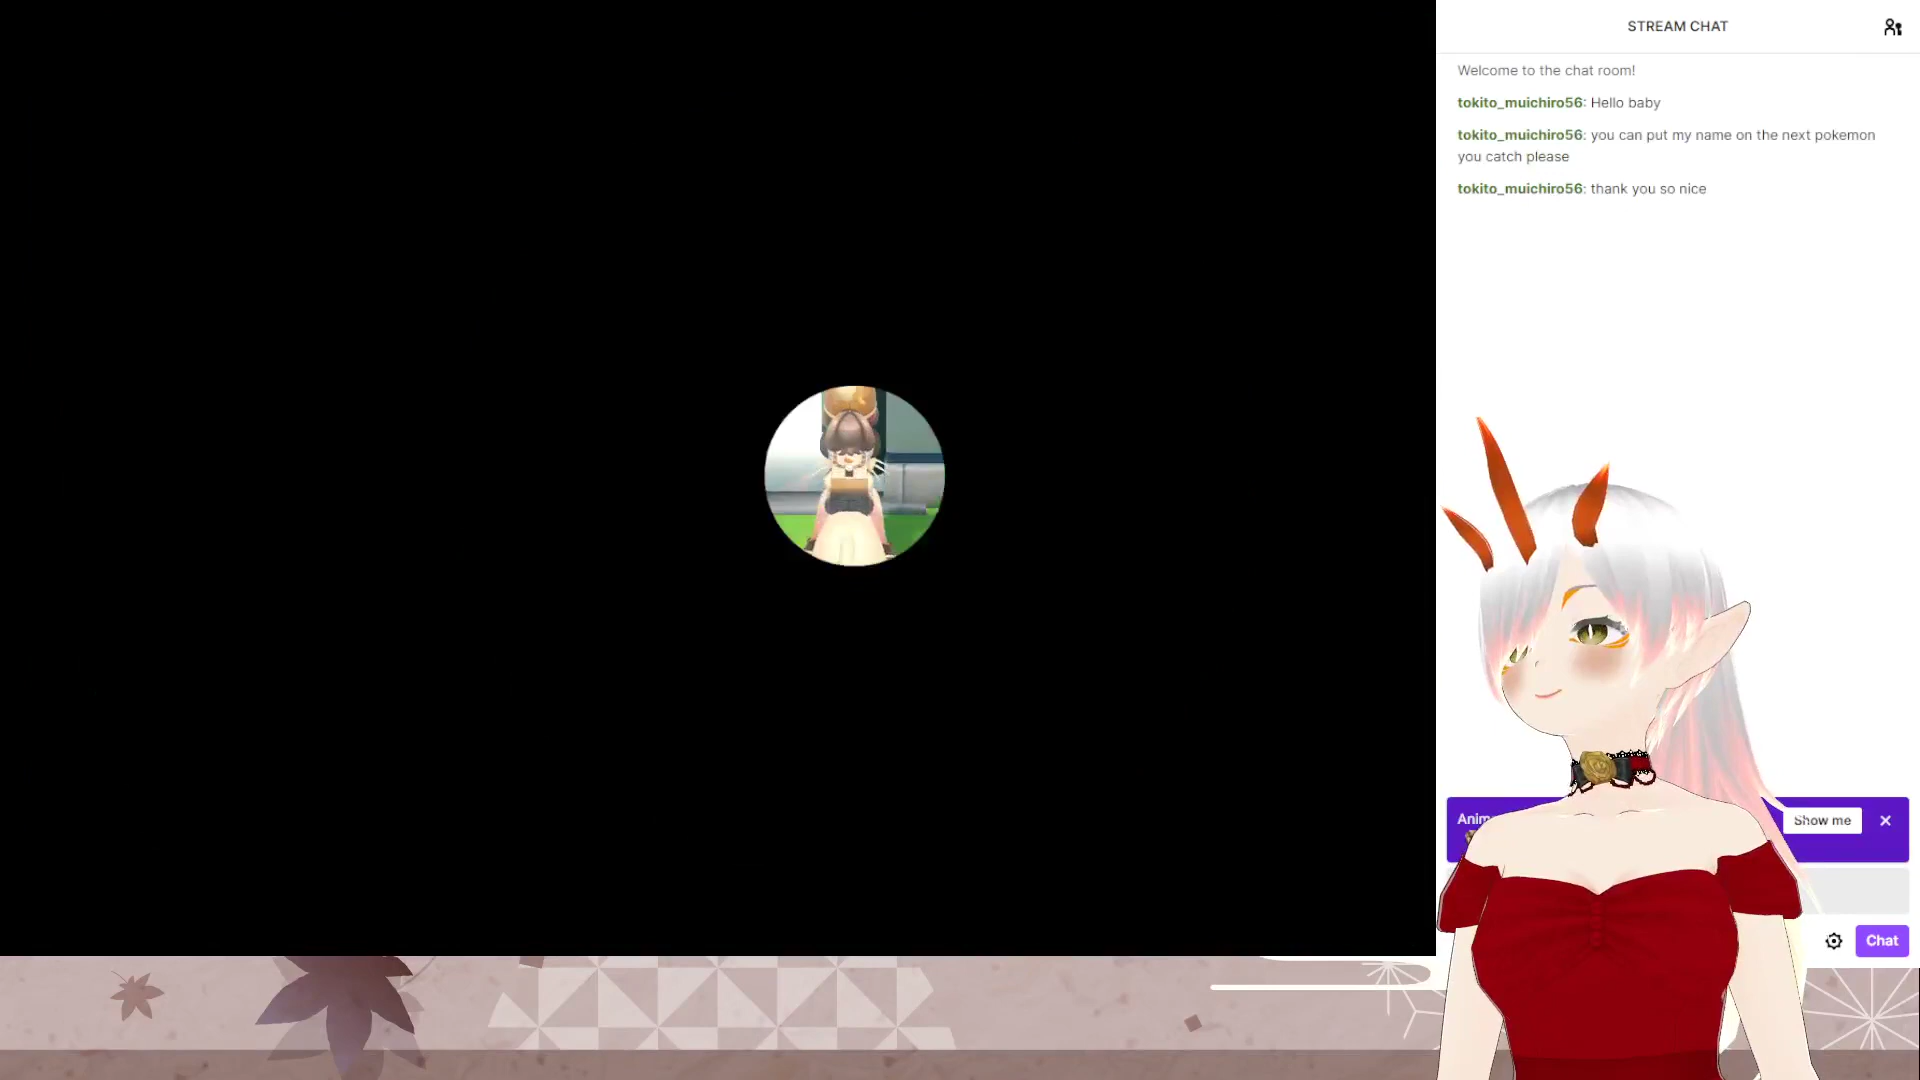 STREAM CHAT
Welcome to the chat room!
tokito_muichiro56: Hello baby
tokito_muichiro56: you can put my name on the next pokemon
you catch please
tokito_muichiro56: thank you so nice
Show me
Chat